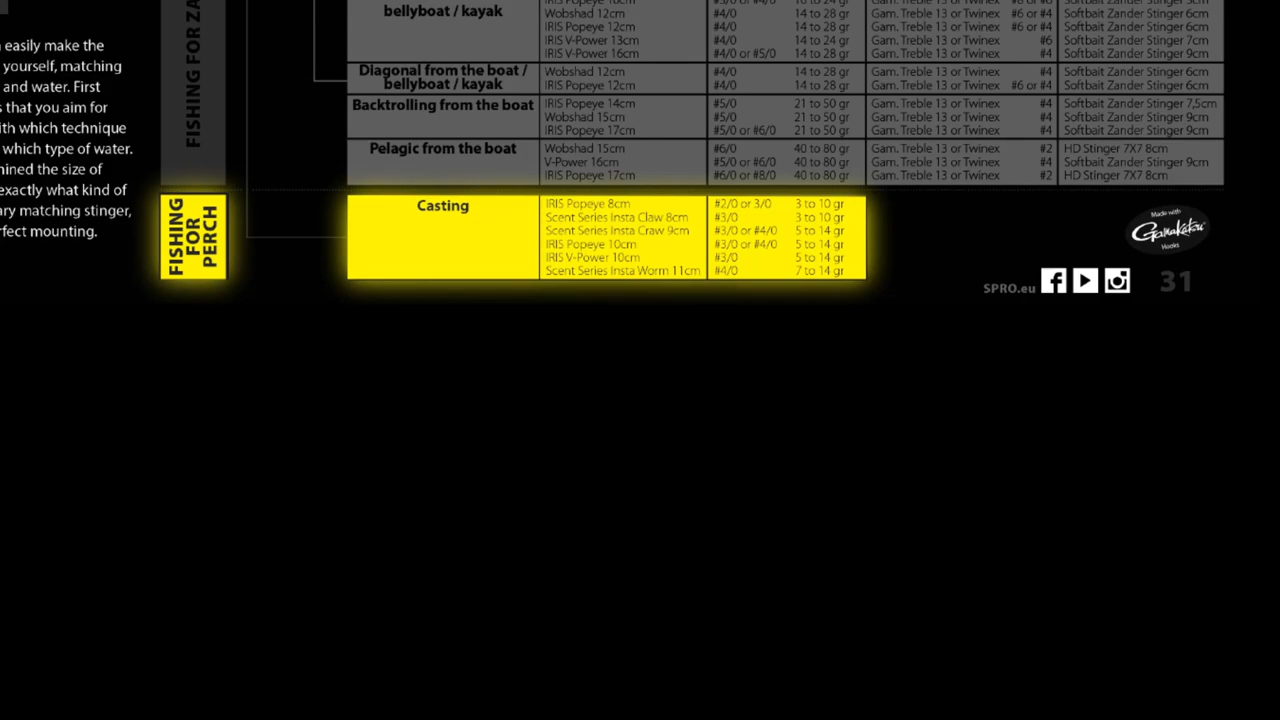 easily make the
yourself, matching
and water. First
that you aim for
which technique
which type of water.
the size of
exactly what kind of
matching stinger,
mounting.
FISHING FOR
bellyboat / kayak
Wobshad 12cm #4/0 14 to 28 gr Gam. Treble 13 or Twinex #6 or #4 Softbait Zander Stinger 6cm
IRIS Popeye 12cm #4/0 14 to 28 gr Gam. Treble 13 or Twinex #6 or #4 Softbait Zander Stinger 6cm
IRIS V-Power 13cm #4/0 14 to 24 gr Gam. Treble 13 or Twinex #6 Softbait Zander Stinger 7cm
IRIS V-Power 16cm #4/0 or #5/0 14 to 28 gr Gam. Treble 13 or Twinex #4 Softbait Zander Stinger 9cm
Diagonal from the boat /
bellyboat / kayak
Wobshad 12cm #4/0 14 to 28 gr Gam. Treble 13 or Twinex #4 Softbait Zander Stinger 6cm
IRIS Popeye 12cm #4/0 14 to 28 gr Gam. Treble 13 or Twinex #6 or #4 Softbait Zander Stinger 6cm
Backtrolling from the boat
IRIS Popeye 14cm #5/0 21 to 50 gr Gam. Treble 13 or Twinex #4 Softbait Zander Stinger 7,5cm
Wobshad 15cm #5/0 21 to 50 gr Gam. Treble 13 or Twinex #4 Softbait Zander Stinger 9cm
IRIS Popeye 17cm #5/0 or #6/0 21 to 50 gr Gam. Treble 13 or Twinex #4 Softbait Zander Stinger 9cm
Pelagic from the boat
Wobshad 15cm #6/0 40 to 80 gr Gam. Treble 13 or Twinex #2 HD Stinger 7X7 8cm
V-Power 16cm #5/0 or #6/0 40 to 80 gr Gam. Treble 13 or Twinex #4 Softbait Zander Stinger 9cm
IRIS Popeye 17cm #6/0 or #8/0 40 to 80 gr Gam. Treble 13 or Twinex #2 HD Stinger 7X7 8cm
FISHING
FOR
PERCH
Casting
IRIS Popeye 8cm #2/0 or 3/0 3 to 10 gr
Scent Series Insta Claw 8cm #3/0 3 to 10 gr
Scent Series Insta Craw 9cm #3/0 or #4/0 5 to 14 gr
IRIS Popeye 10cm #3/0 or #4/0 5 to 14 gr
IRIS V-Power 10cm #3/0 5 to 14 gr
Scent Series Insta Worm 11cm #4/0 7 to 14 gr
Made with
Gamakatsu
Hooks
SPRO.eu
31